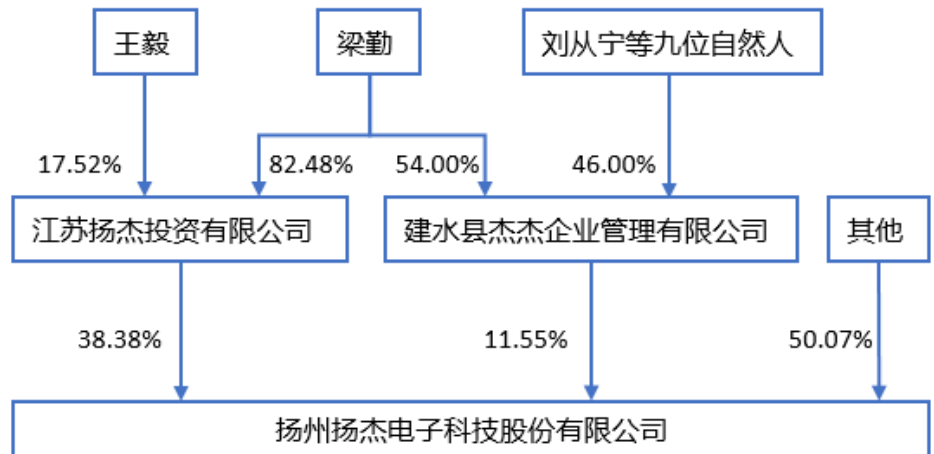 王毅
梁勤
刘从宁等九位自然人
17.52%
82.48%
54.00%
46.00%
江苏扬杰投资有限公司
建水县杰杰企业管理有限公司
其他
38.38%
11.55%
50.07%
扬州扬杰电子科技股份有限公司